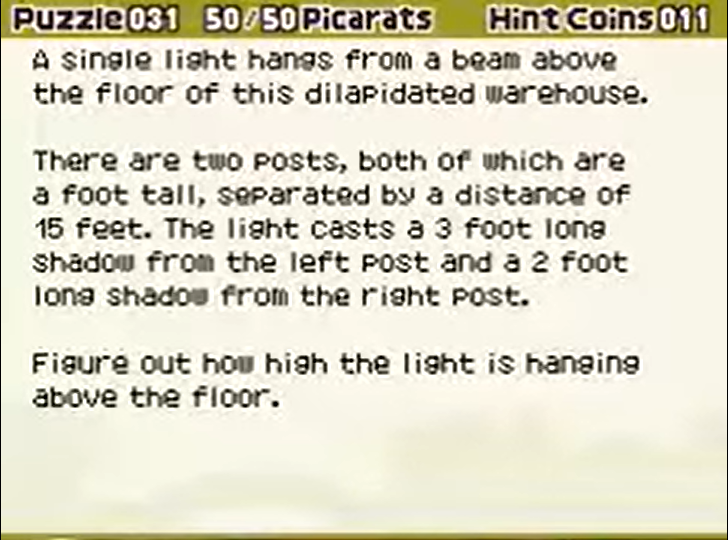 Puzzle031 50/50Picarats Hint Coins011
A single light hangs from a beam above
the floor of this dilapidated warehouse.
There are two posts, both of which are
a foot tall, separated by a distance of
15 feet. The light casts a 3 foot long
shadow from the left post and a 2 foot
long shadow from the right post.
Figure out how high the light is hanging
above the floor.